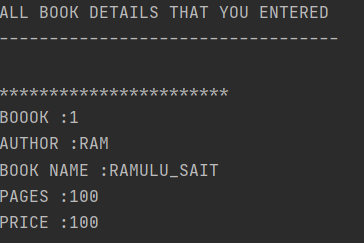 ALL BOOK DETAILS THAT YOU ENTERED
----------------------------------
***********************
BOOOK :1
AUTHOR :RAM
BOOK NAME :RAMULU_SAIT
PAGES :100
PRICE :100